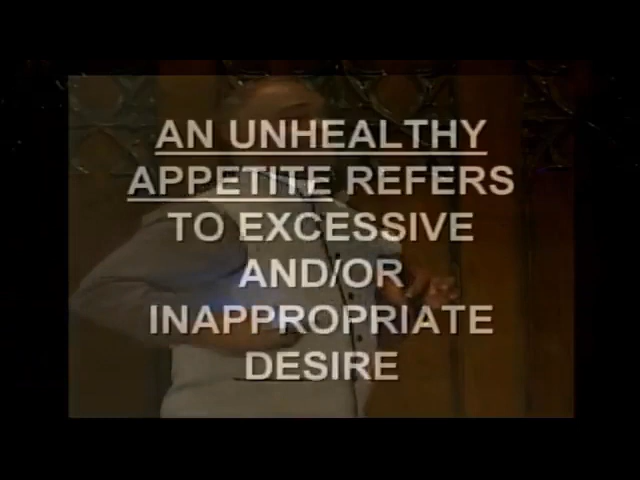 AN UNHEALTHY
APPETITE REFERS
TO EXCESSIVE
AND/OR
INAPPROPRIATE
DESIRE